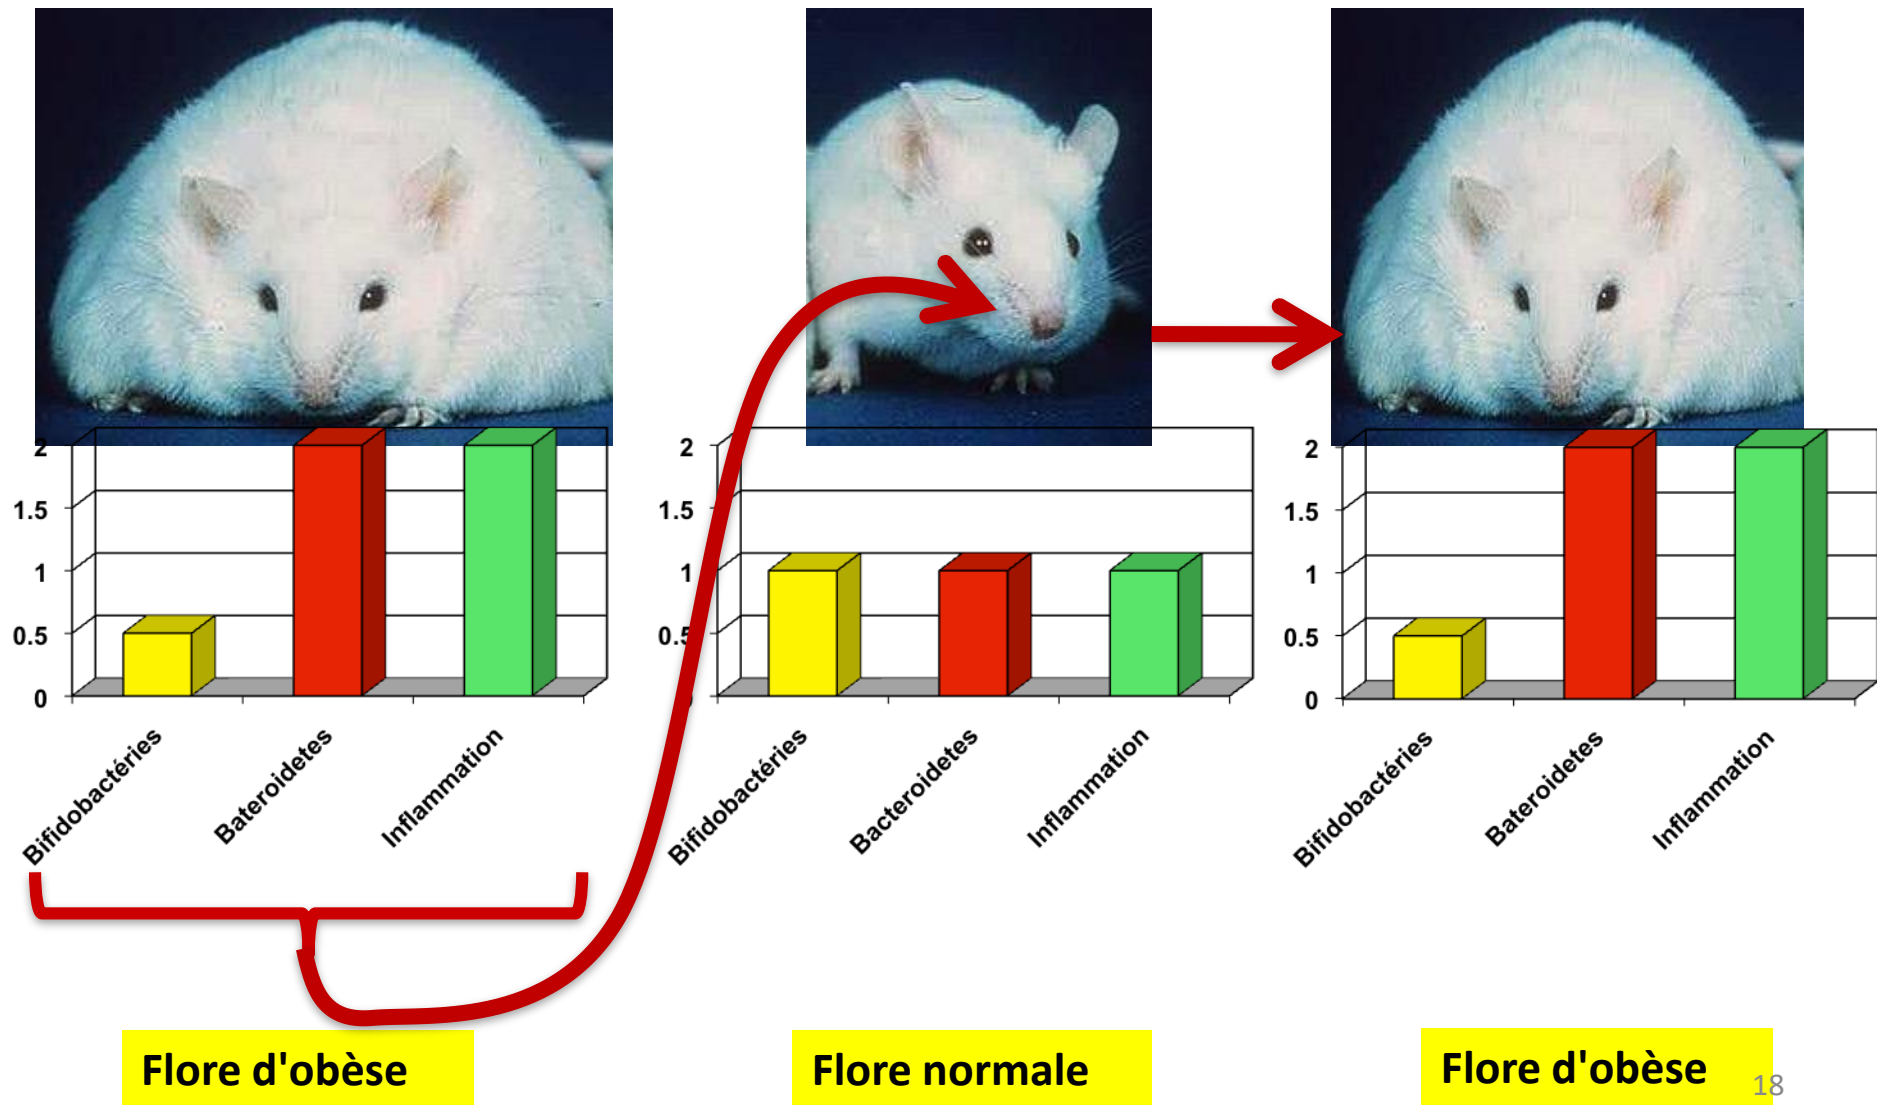 2
1.5
1
0.5
0
Bifidobactéries
Bateroidetes
Inflammation
2
1.5
1
0.5
Bifidobactéries
Bacteroidetes
Inflammation
2
1.5
1
0.5
0
Bifidobactéries
Bateroidetes
Inflammation
Flore d'obèse
Flore normale
Flore d'obèse
18